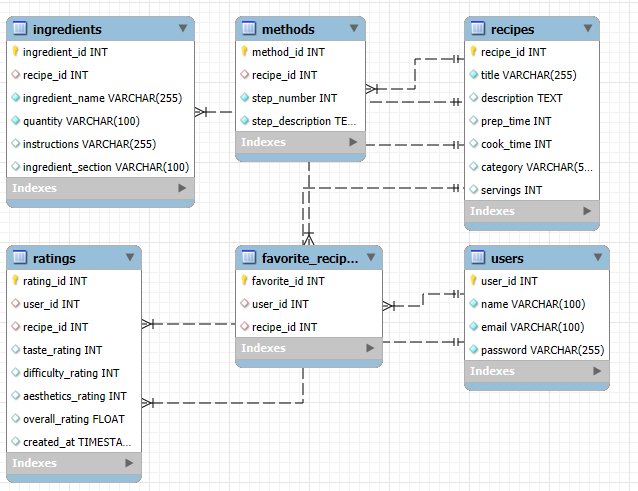 ingredients
ingredient_id INT
recipe_id INT
ingredient_name VARCHAR(255)
quantity VARCHAR(100)
instructions VARCHAR(255)
ingredient_section VARCHAR(100)
Indexes
methods
method_id INT
recipe_id INT
step_number INT
step_description TE...
Indexes
recipes
recipe_id INT
title VARCHAR(255)
description TEXT
prep_time INT
cook_time INT
category VARCHAR(5...
servings INT
Indexes
ratings
rating_id INT
user_id INT
recipe_id INT
taste_rating INT
difficulty_rating INT
aesthetics_rating INT
overall_rating FLOAT
created_at TIMESTA...
Indexes
favorite_recip...
favorite_id INT
user_id INT
recipe_id INT
Indexes
users
user_id INT
name VARCHAR(100)
email VARCHAR(100)
password VARCHAR(255)
Indexes